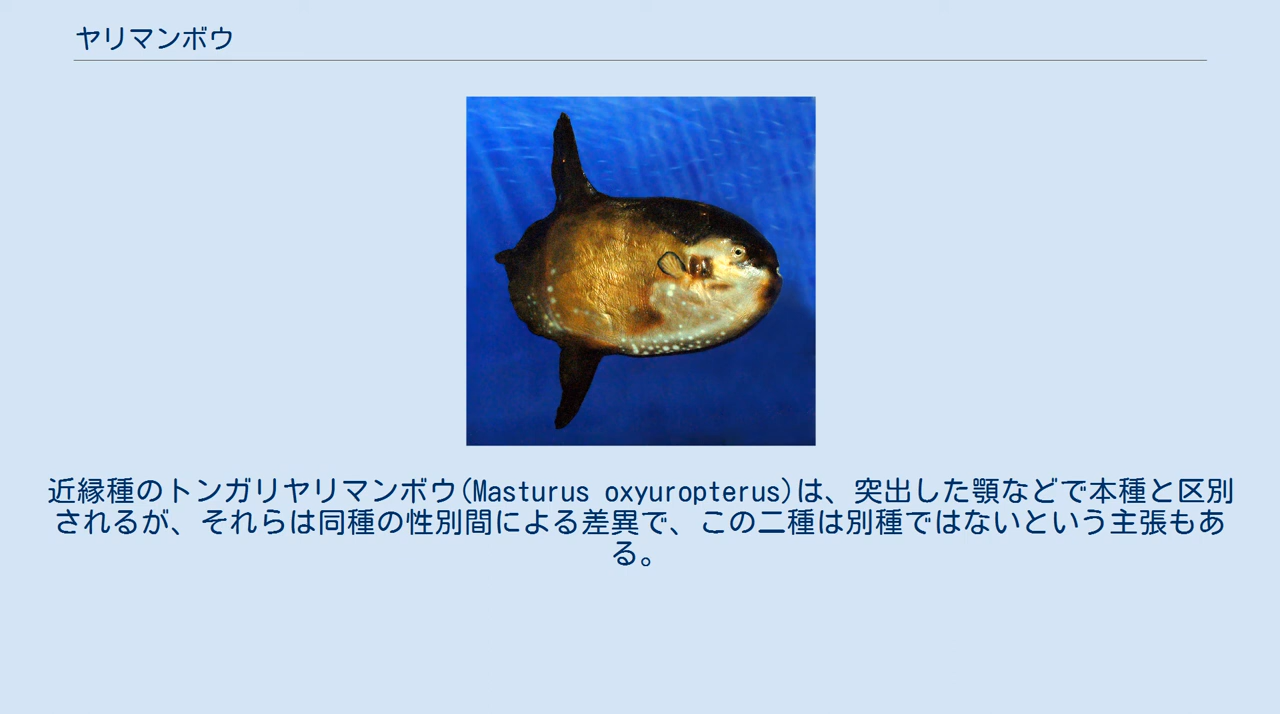 ヤリマンボウ
近縁種のトンガリヤリマンボウ(Masturus oxyuropterus)は、突出した顎などで本種と区別
されるが、それらは同種の性別間による差異で、この二種は別種ではないという主張もあ
る。